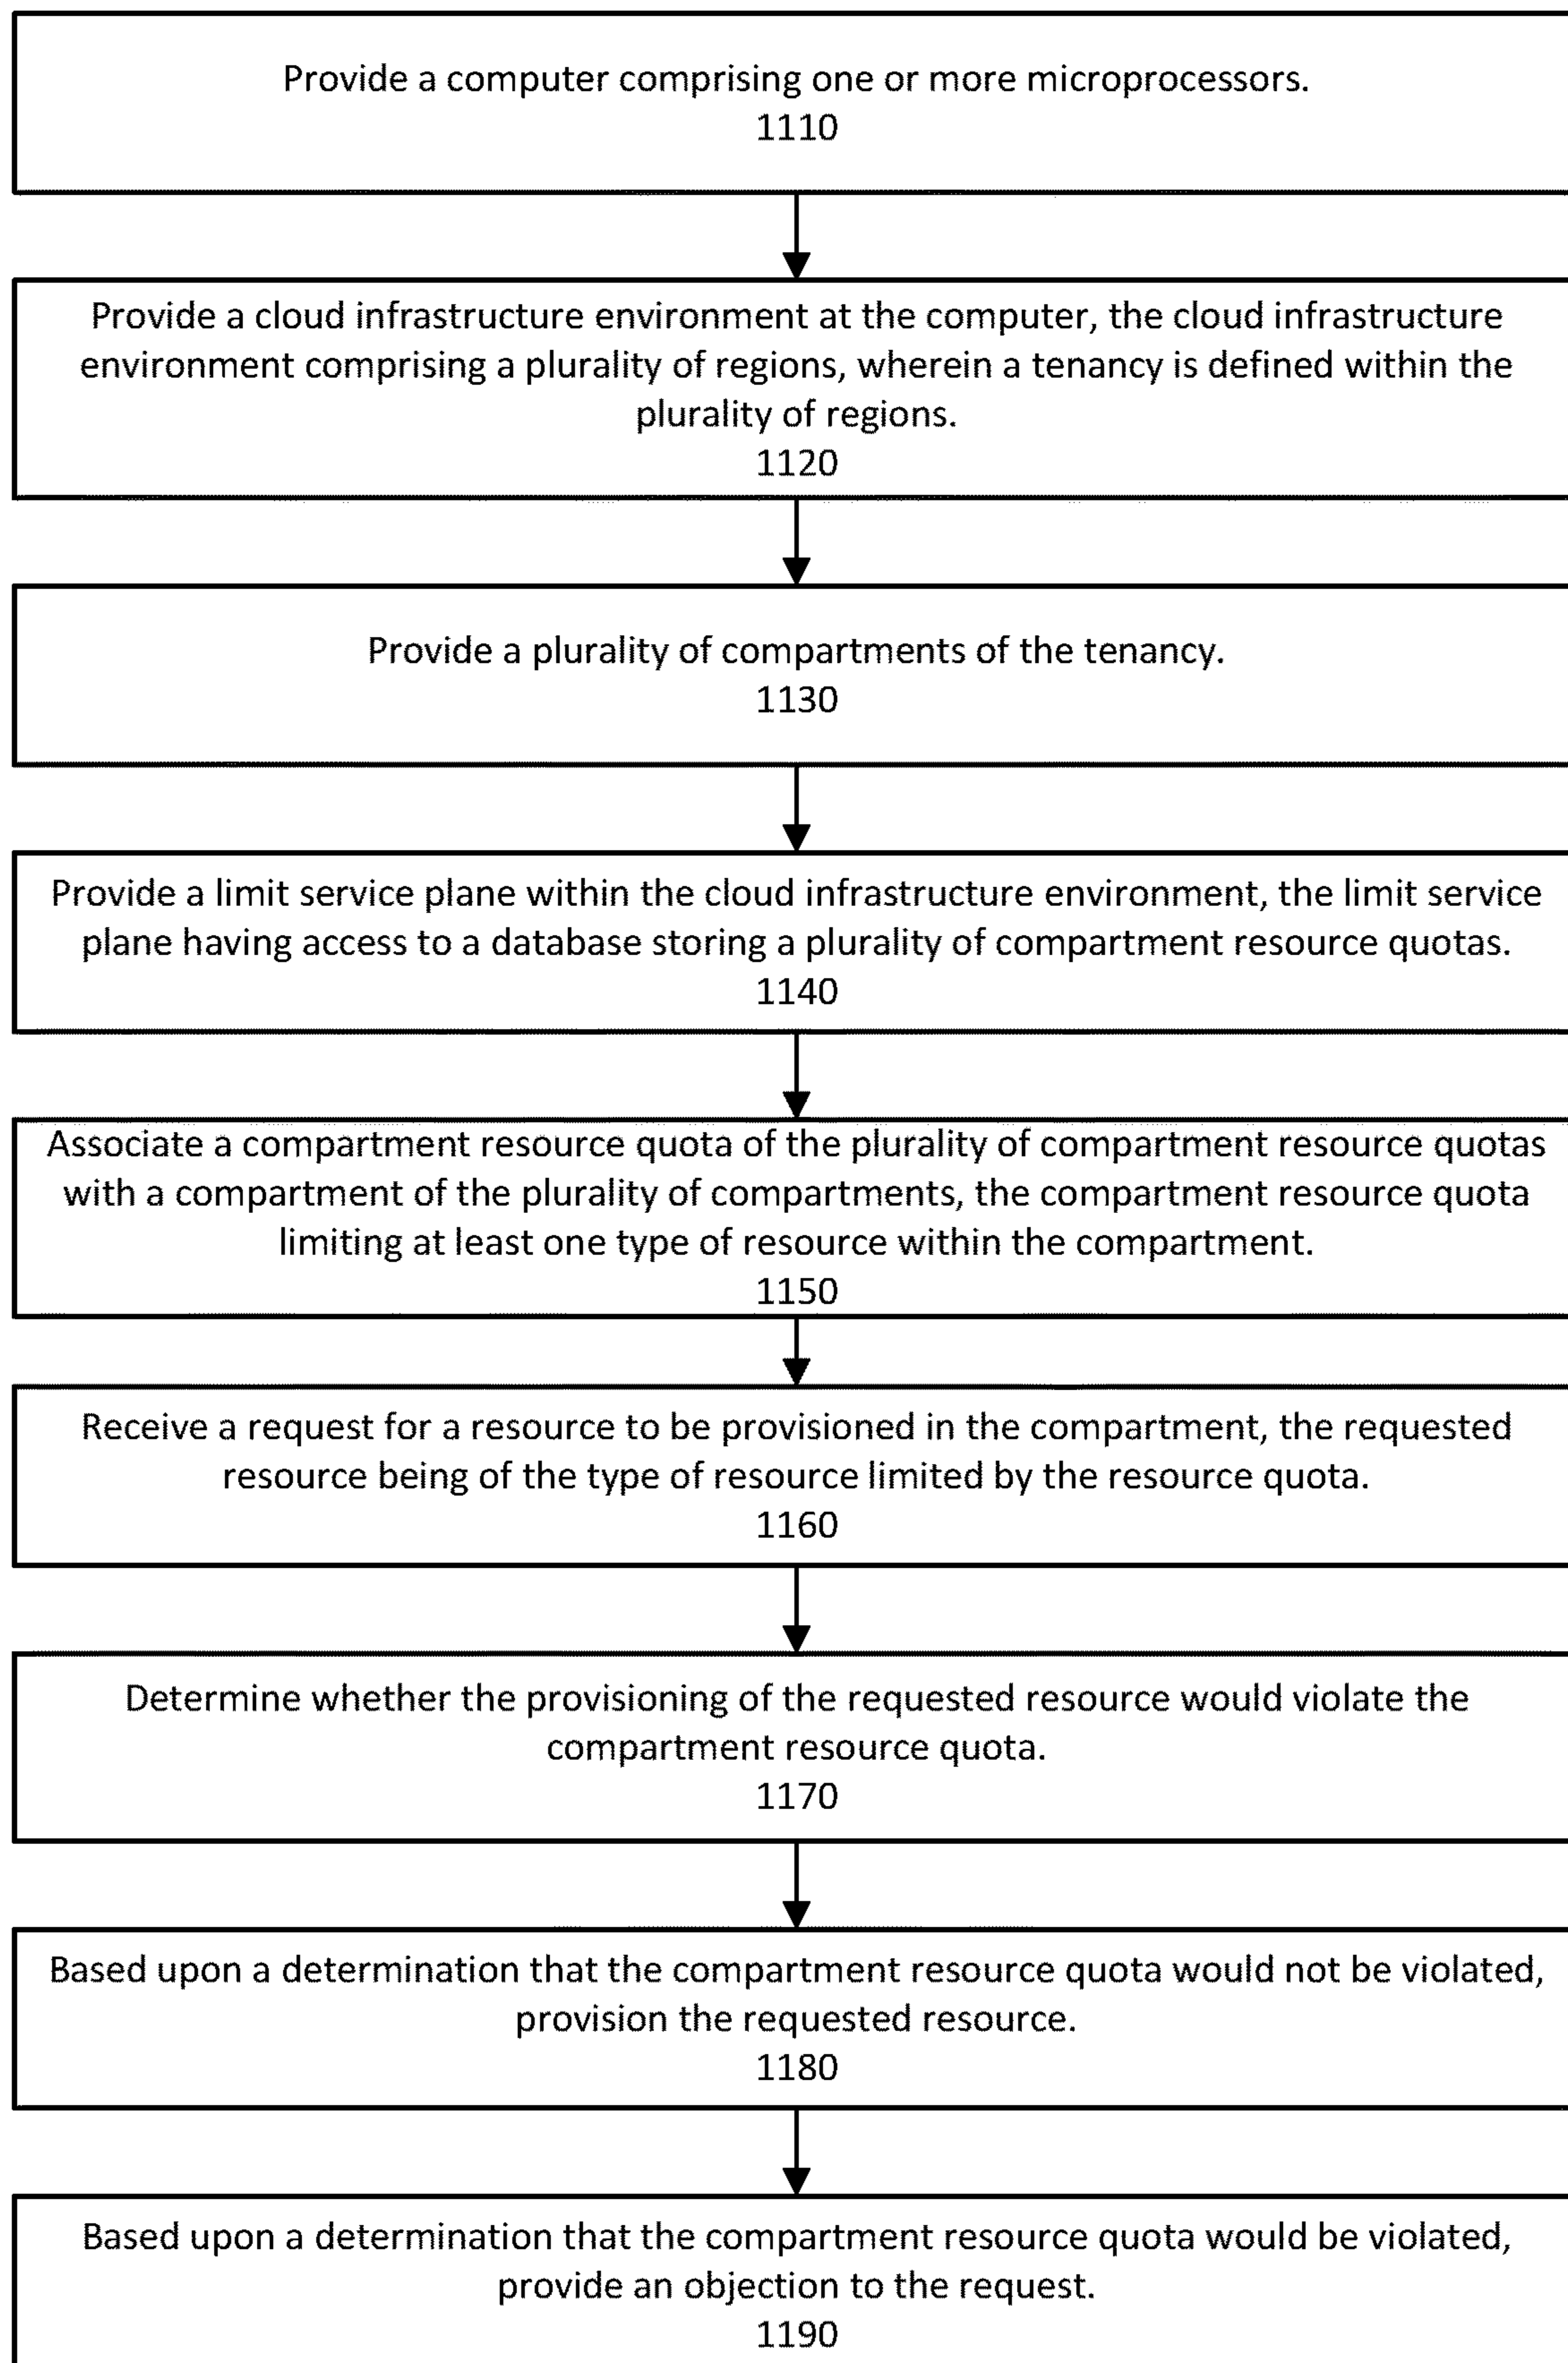 Provide a computer comprising one or more microprocessors.
1110
Provide a cloud infrastructure environment at the computer, the cloud infrastructure
environment comprising a plurality of regions, wherein a tenancy is defined within the
plurality of regions.
1120
Provide a plurality of compartments of the tenancy.
1130
Provide a limit service plane within the cloud infrastructure environment, the limit service
plane having access to a database storing a plurality of compartment resource quotas.
1140
Associate a compartment resource quota of the plurality of compartment resource quotas
with a compartment of the plurality of compartments, the compartment resource quota
limiting at least one type of resource within the compartment.
1150
Receive a request for a resource to be provisioned in the compartment, the requested
resource being of the type of resource limited by the resource quota.
1160
Determine whether the provisioning of the requested resource would violate the
compartment resource quota.
1170
Based upon a determination that the compartment resource quota would not be violated,
provision the requested resource.
1180
Based upon a determination that the compartment resource quota would be violated,
provide an objection to the request.
1190